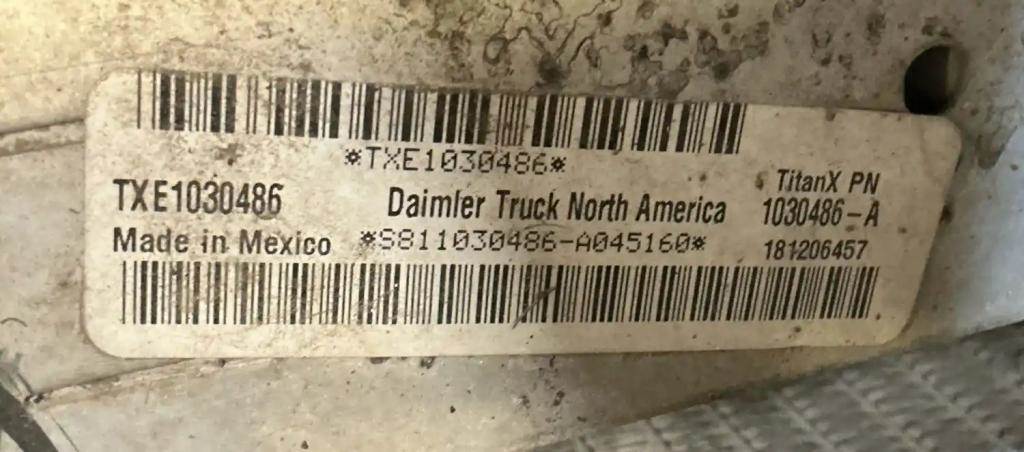 *TXE1030486*
TXE1030486
Daimler Truck North America
TitanX PN
1030486-A
Made in Mexico
*S811030486-A045160*
181206457